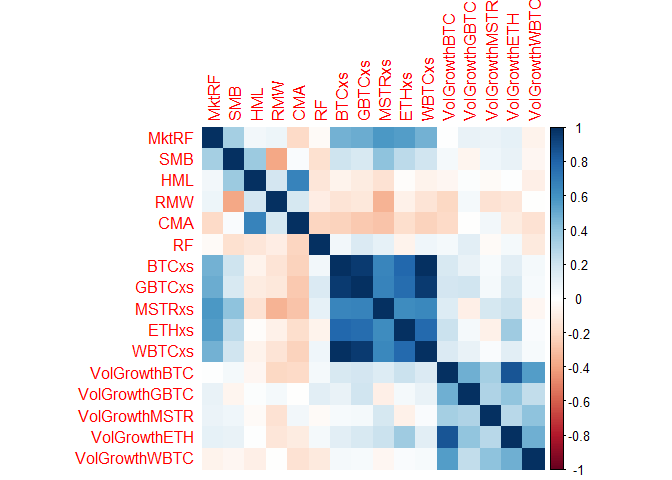 MktRF
SMB
HML
RMW
CMA
RF
BTCxs
GBTCxs
MSTRxs
ETHxs
WBTCxs
VolGrowthBTC
VolGrowthGBTC
VolGrowthMSTR
VolGrowthETH
VolGrowthWBTC
MktRF
SMB
HML
RMW
CMA
RF
BTCxs
GBTCxs
MSTRxs
ETHxs
WBTCxs
VolGrowthBTC
VolGrowthGBTC
VolGrowthMSTR
VolGrowthETH
VolGrowthWBTC
1
0.8
0.6
0.4
0.2
0
-0.2
-0.4
-0.6
-0.8
-1